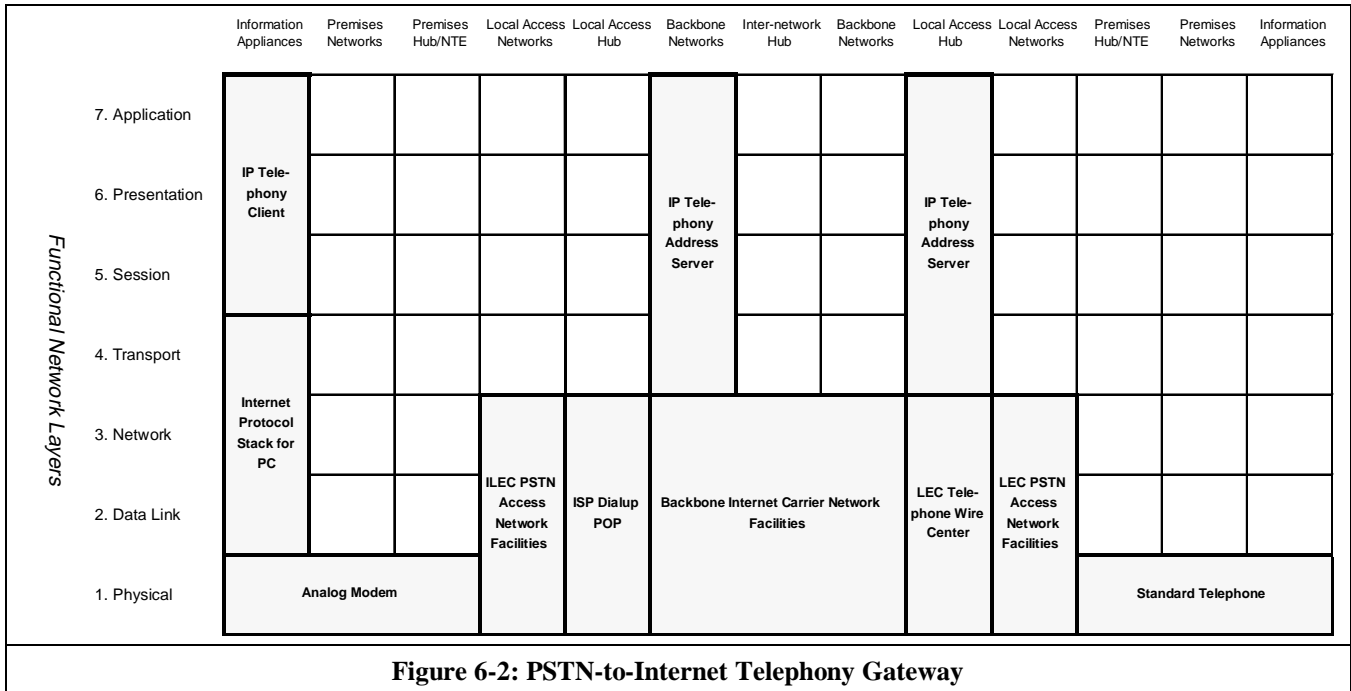 Information Appliances
Premises Networks
Premises Hub/NTE
Local Access Networks
Local Access Hub
Backbone Networks
Inter-network Hub
Backbone Networks
Local Access Hub
Local Access Networks
Premises Hub/NTE
Premises Networks
Information Appliances
Functional Network Layers
7. Application
6. Presentation
5. Session
4. Transport
3. Network
2. Data Link
1. Physical
IP Tele-
phony
Client
IP Tele-
phony
Address
Server
IP Tele-
phony
Address
Server
Internet
Protocol
Stack for
PC
ILEC PSTN
Access
Network
Facilities
ISP Dialup
POP
Backbone Internet Carrier Network
Facilities
LEC Tele-
phone Wire
Center
LEC PSTN
Access
Network
Facilities
Analog Modem
Standard Telephone
Figure 6-2: PSTN-to-Internet Telephony Gateway